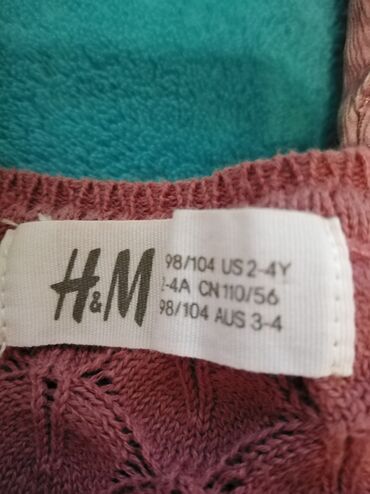 H&M
98/104 US 2-4Y
2-4A CN 110/56
98/104 AUS 3-4